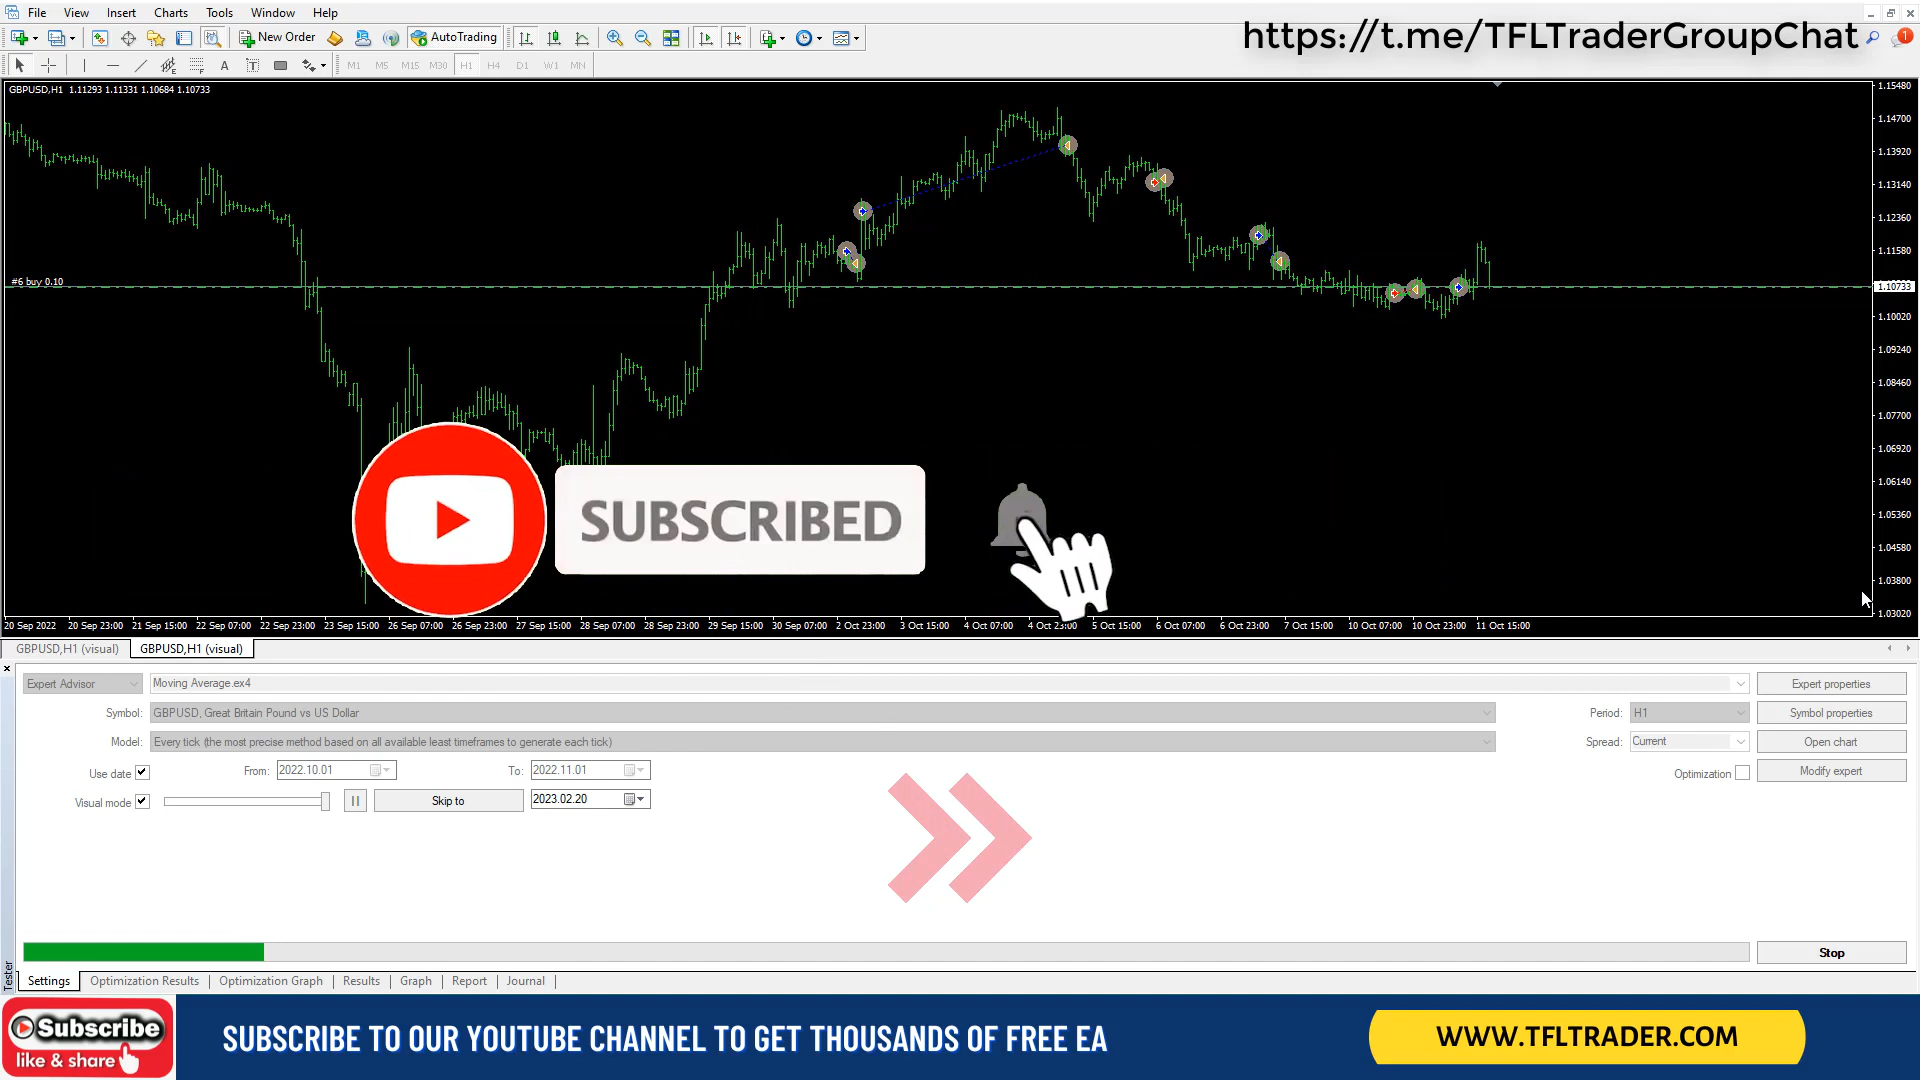 File View Insert Charts Tools Window Help
https://t.me/TFLTraderGroupChat
1
New Order AutoTrading
A T M1 M5 M15 M30 H1 H4 D1 W1 MN
GBPUSD,H1 1.11293 1.11331 1.10684 1.10733
1.15480
1.14700
1.13920
1.13140
1.12360
1.11580
#6 buy 0.10
1.10733
1.10020
1.09240
1.08460
1.07700
1.06920
1.06140
1.05360
1.04580
1.03800
1.03020
SUBSCRIBED
20 Sep 2022 20 Sep 23:00 21 Sep 15:00 22 Sep 07:00 22 Sep 23:00 23 Sep 15:00 26 Sep 07:00 26 Sep 23:00 27 Sep 15:00 28 Sep 07:00 28 Sep 23:00 29 Sep 15:00 30 Sep 07:00 2 Oct 23:00 3 Oct 15:00 4 Oct 07:00 4 Oct 23:00 5 Oct 15:00 6 Oct 07:00 6 Oct 23:00 7 Oct 15:00 10 Oct 07:00 10 Oct 23:00 11 Oct 15:00
GBPUSD,H1 (visual) GBPUSD,H1 (visual)
Expert Advisor Moving Average.ex4 Expert properties
Symbol: GBPUSD, Great Britain Pound vs US Dollar Period: H1 Symbol properties
Model: Every tick (the most precise method based on all available least timeframes to generate each tick) Spread: Current Open chart
Use date From: 2022.10.01 To: 2022.11.01 Optimization Modify expert
Visual mode Skip to 2023.02.20
Stop
Tester
Settings Optimization Results Optimization Graph Results Graph Report Journal
Subscribe
like & share
SUBSCRIBE TO OUR YOUTUBE CHANNEL TO GET THOUSANDS OF FREE EA
WWW.TFLTRADER.COM